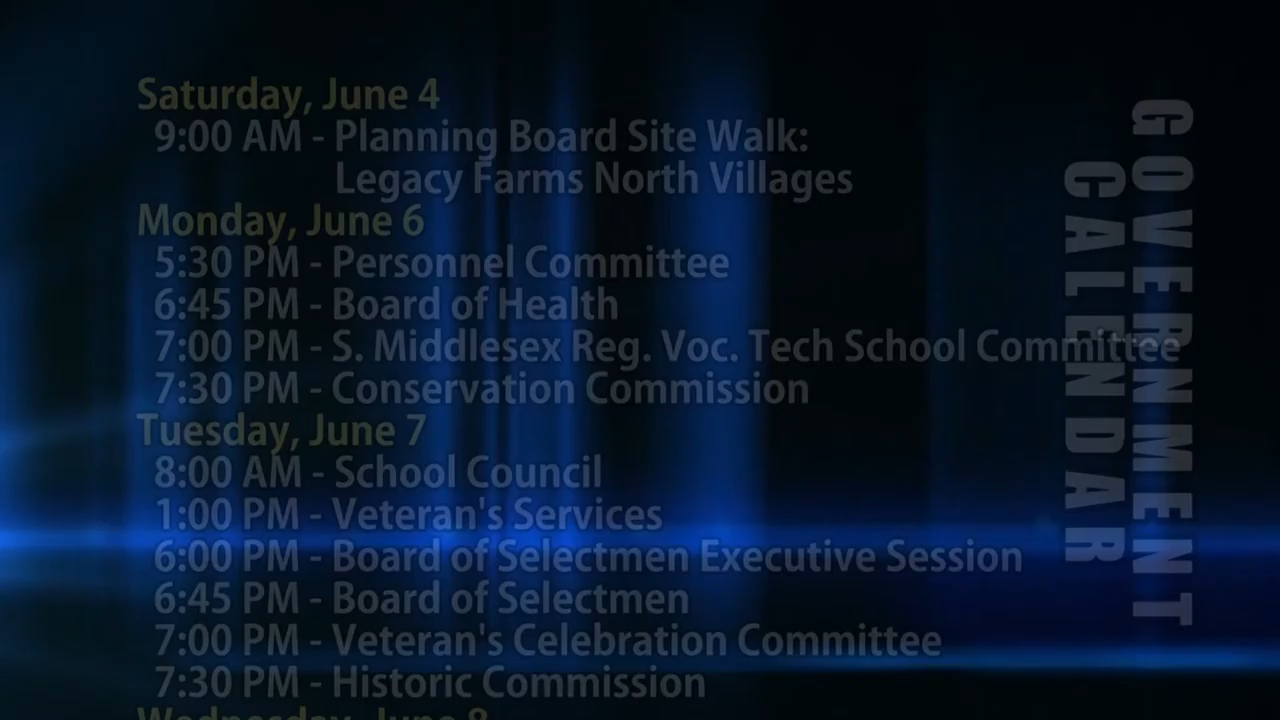 Saturday, June 4
9:00 AM - Planning Board Site Walk:
Legacy Farms North Villages
Monday, June 6
5:30 PM - Personnel Committee
6:45 PM - Board of Health
7:00 PM - S. Middlesex Reg. Voc. Tech School Committee
7:30 PM - Conservation Commission
Tuesday, June 7
8:00 AM - School Council
1:00 PM - Veteran's Services
6:00 PM - Board of Selectmen Executive Session
6:45 PM - Board of Selectmen
7:00 PM - Veteran's Celebration Committee
7:30 PM - Historic Commission
Wednesday, June 8
GOVERNMENT
CALENDAR